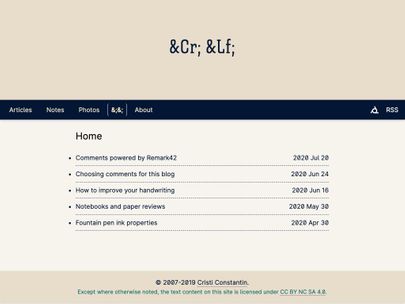 &Cr; &Lf;
Articles Notes Photos &;&; About RSS
Home
Comments powered by Remark42 2020 Jul 20
Choosing comments for this blog 2020 Jun 24
How to improve your handwriting 2020 Jun 16
Notebooks and paper reviews 2020 May 30
Fountain pen ink properties 2020 Apr 30
© 2007-2019 Cristi Constantin.
Except where otherwise noted, the text content on this site is licensed under CC BY NC SA 4.0.